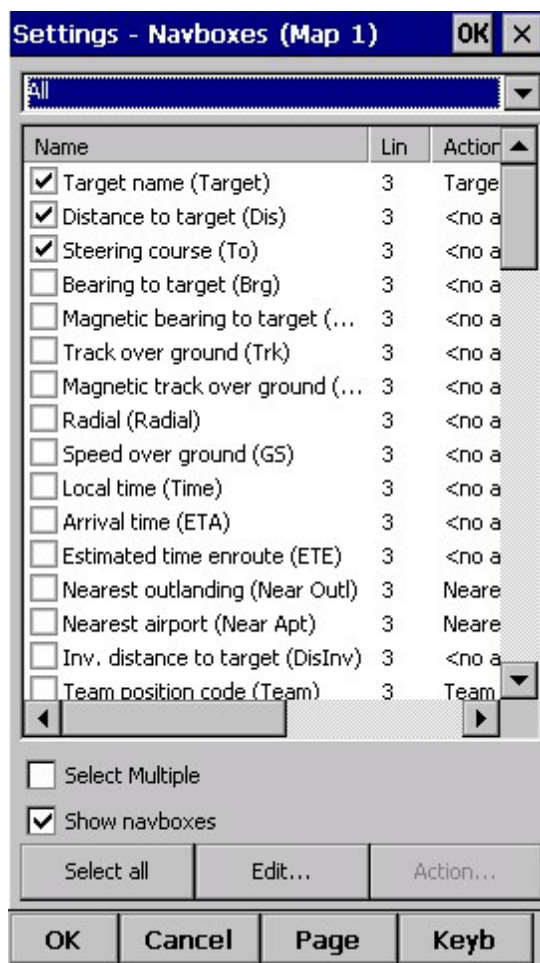 Settings - Navboxes (Map 1) OK
All
Name Lin Action
Target name (Target) 3 Targe
Distance to target (Dis) 3 <no a
Steering course (To) 3 <no a
Bearing to target (Brg) 3 <no a
Magnetic bearing to target (... 3 <no a
Track over ground (Trk) 3 <no a
Magnetic track over ground (... 3 <no a
Radial (Radial) 3 <no a
Speed over ground (GS) 3 <no a
Local time (Time) 3 <no a
Arrival time (ETA) 3 <no a
Estimated time enroute (ETE) 3 <no a
Nearest outlanding (Near Outl) 3 Neare
Nearest airport (Near Apt) 3 Neare
Inv. distance to target (DisInv) 3 <no a
Team position code (Team) 3 Team
Select Multiple
Show navboxes
Select all Edit... Action...
OK Cancel Page Keyb